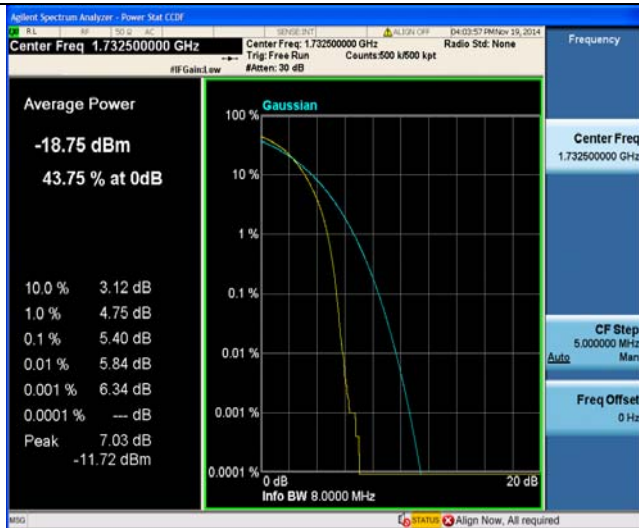 Agilent Spectrum Analyzer - Power Stat CCDF
RL RF 50 Ω AC SENSE:INT ALIGN OFF 04:03:57 PM Nov 19, 2014
Center Freq 1.732500000 GHz
Center Freq: 1.732500000 GHz Radio Std: None
Trig: Free Run Counts:500 k/500 kpt
#IFGain:Low #Atten: 30 dB
Frequency
Average Power
-18.75 dBm
43.75 % at 0dB
10.0 % 3.12 dB
1.0 % 4.75 dB
0.1 % 5.40 dB
0.01 % 5.84 dB
0.001 % 6.34 dB
0.0001 % --- dB
Peak 7.03 dB
-11.72 dBm
Gaussian
100 %
10 %
1 %
0.1 %
0.01 %
0.001 %
0.0001 %
0 dB 20 dB
Info BW 8.0000 MHz
Center Freq
1.732500000 GHz
CF Step
5.000000 MHz
Auto Man
Freq Offset
0 Hz
MSG STATUS Align Now, All required